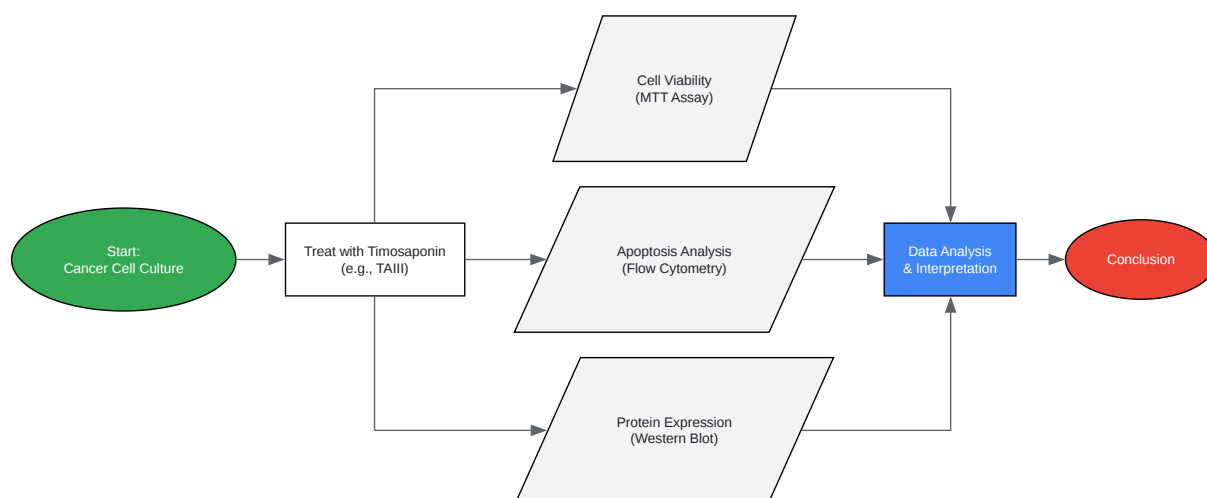 Start:
Cancer Cell Culture
Treat with Timosaponin
(e.g., TAIII)
Cell Viability
(MTT Assay)
Apoptosis Analysis
(Flow Cytometry)
Protein Expression
(Western Blot)
Data Analysis
& Interpretation
Conclusion